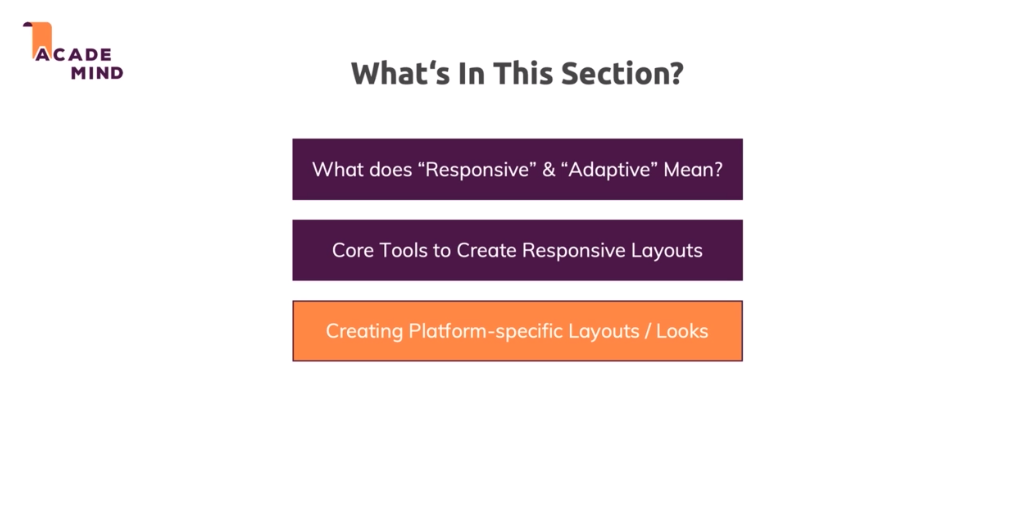 ACADE
MIND
What‘s In This Section?
What does “Responsive” & “Adaptive” Mean?
Core Tools to Create Responsive Layouts
Creating Platform-specific Layouts / Looks